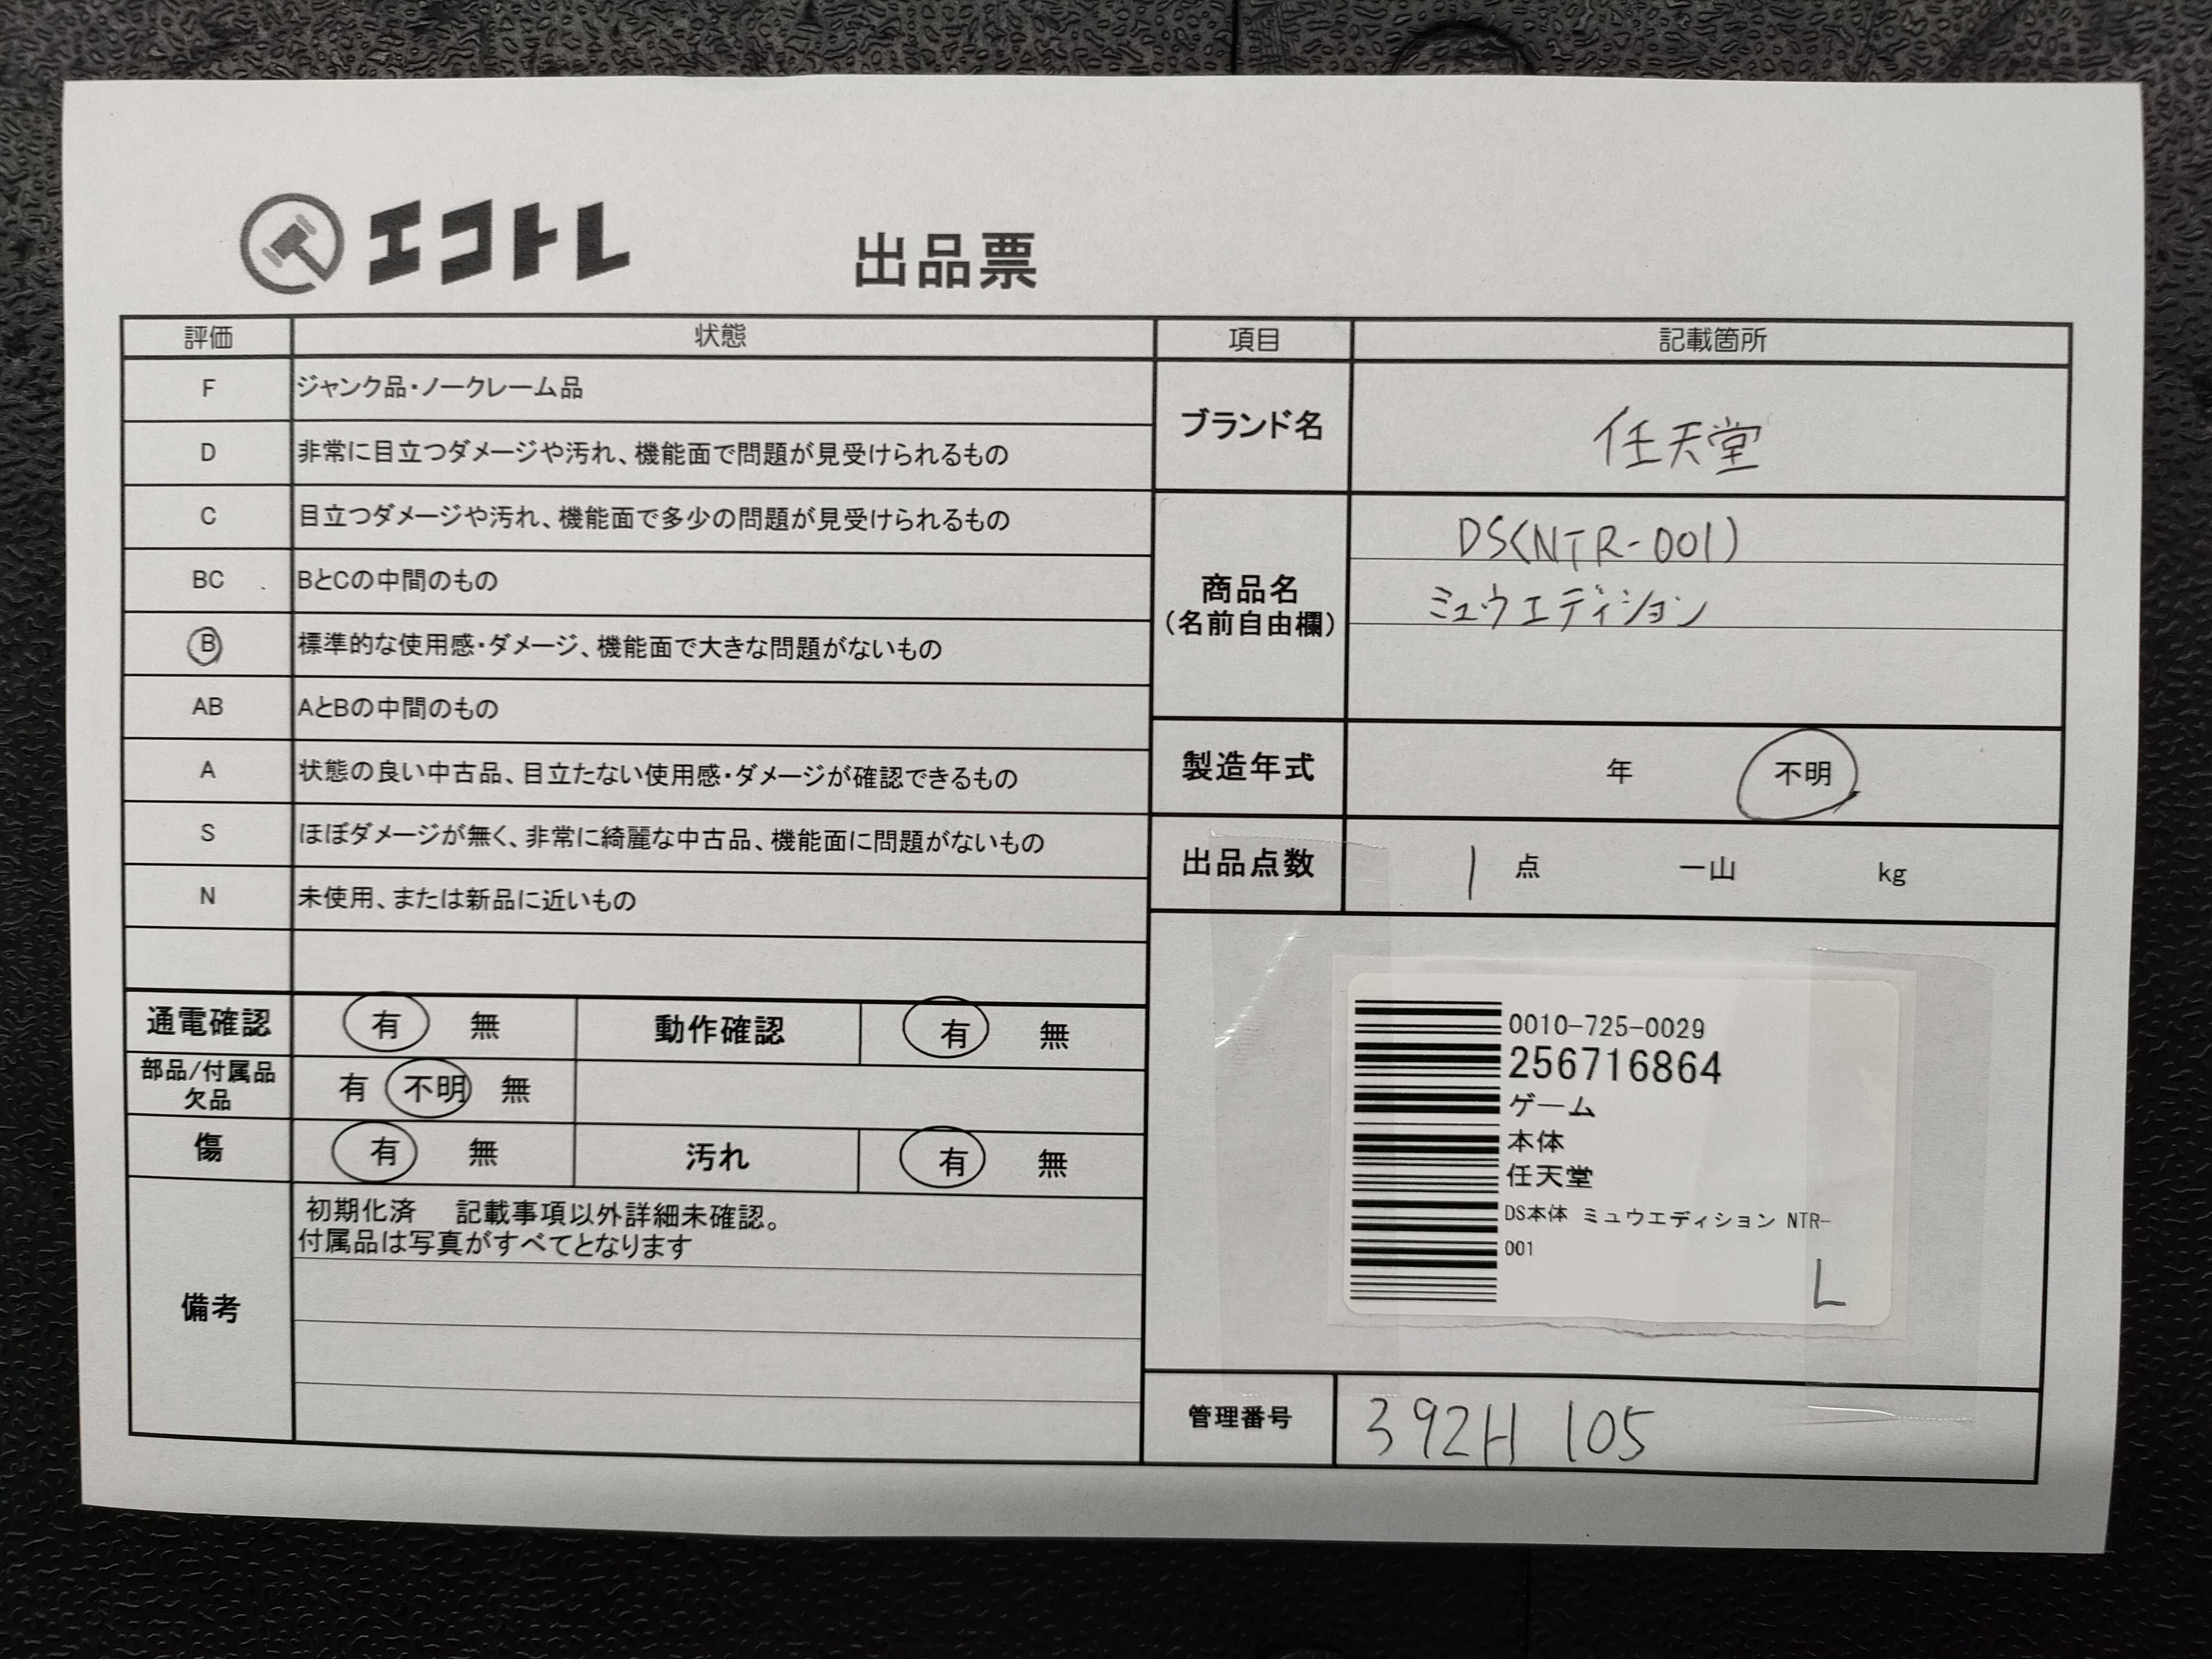 エコトレ
出品票
評価 状態
F ジャンク品・ノークレーム品
D 非常に目立つダメージや汚れ、機能面で問題が見受けられるもの
C 目立つダメージや汚れ、機能面で多少の問題が見受けられるもの
BC BとCの中間のもの
B 標準的な使用感・ダメージ、機能面で大きな問題がないもの
AB AとBの中間のもの
A 状態の良い中古品、目立たない使用感・ダメージが確認できるもの
S ほぼダメージが無く、非常に綺麗な中古品、機能面に問題がないもの
N 未使用、または新品に近いもの
通電確認 有 無 動作確認 有 無
部品/付属品
欠品 有 不明 無
傷 有 無 汚れ 有 無
備考
初期化済 記載事項以外詳細未確認。
付属品は写真がすべてとなります
項目 記載箇所
ブランド名 任天堂
商品名
(名前自由欄)
DS(NTR-001)
ミュウエディション
製造年式 年 不明
出品点数 1 点 一山 kg
0010-725-0029
256716864
ゲーム
本体
任天堂
DS本体 ミュウエディション NTR-
001
L
管理番号 392H 105